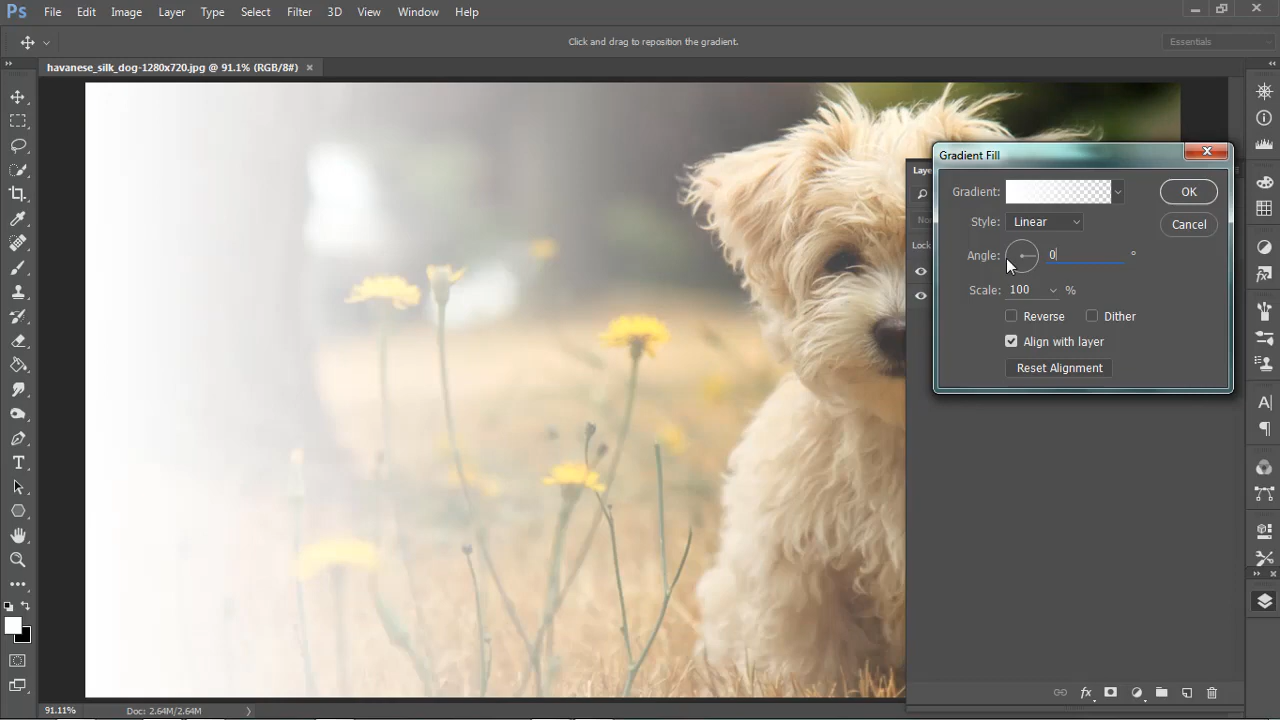 Ps File Edit Image Layer Type Select Filter 3D View Window Help
Click and drag to reposition the gradient.
Essentials
havanese_silk_dog-1280x720.jpg @ 91.1% (RGB/8#) ×
Gradient Fill
Laye
Gradient:
OK
Style: Linear
Cancel
Lock
Angle: 0 °
Scale: 100 %
Reverse Dither
Align with layer
Reset Alignment
fx
91.11% Doc: 2.64M/2.64M